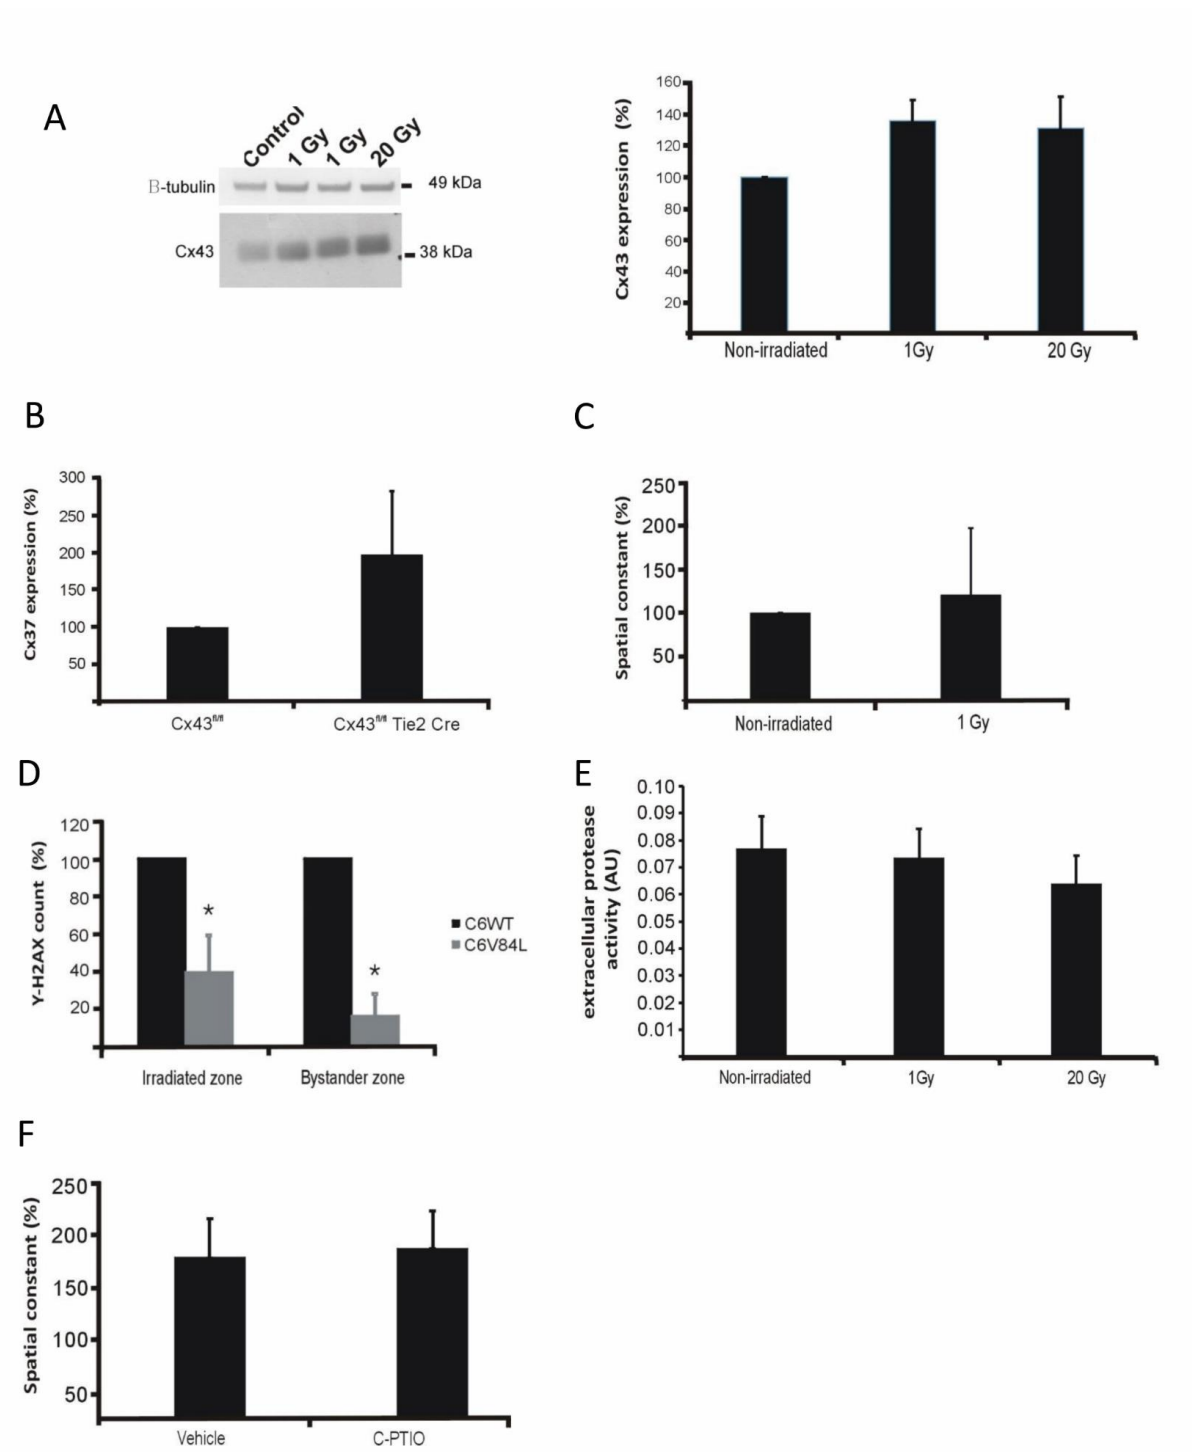 A
Control 1 Gy 1 Gy 20 Gy
B-tubulin 49 kDa
Cx43 38 kDa
Cx43 expression (%)
160
140
120
100
80
60
40
20
Non-irradiated 1Gy 20 Gy
B
Cx37 expression (%)
300
250
200
150
100
50
Cx43fl/fl Cx43fl/fl Tie2 Cre
C
Spatial constant (%)
250
200
150
100
50
Non-irradiated 1 Gy
D
Y-H2AX count (%)
120
100
80
60
40
20
*
*
C6WT
C6V84L
Irradiated zone Bystander zone
E
extracellular protease
activity (AU)
0.10
0.09
0.08
0.07
0.06
0.05
0.04
0.03
0.02
0.01
Non-irradiated 1Gy 20 Gy
F
Spatial constant (%)
250
200
150
100
50
Vehicle C-PTIO